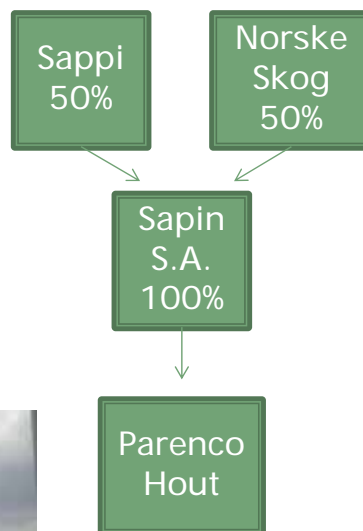 Sappi
50%
Norske
Skog
50%
Sapin
S.A.
100%
Parenco
Hout